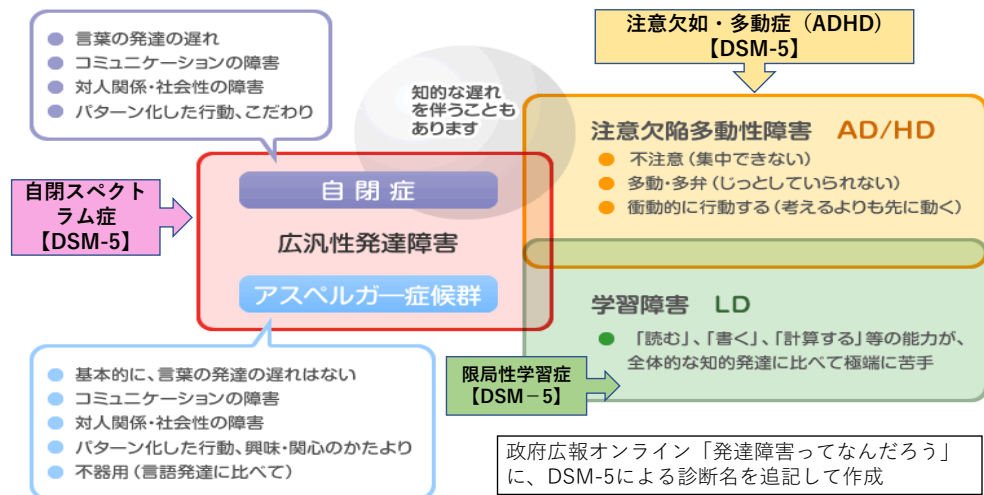 ● 言葉の発達の遅れ
● コミュニケーションの障害
● 対人関係・社会性の障害
● パターン化した行動、こだわり
知的な遅れ
を伴うことも
あります
注意欠如・多動症（ADHD）
【DSM-5】
注意欠陥多動性障害 AD/HD
● 不注意（集中できない）
● 多動・多弁（じっとしていられない）
● 衝動的に行動する（考えるよりも先に動く）
自閉スペクト
ラム症
【DSM-5】
自閉症
広汎性発達障害
アスペルガー症候群
学習障害 LD
● 「読む」、「書く」、「計算する」等の能力が、
全体的な知的発達に比べて極端に苦手
限局性学習症
【DSM－5】
● 基本的に、言葉の発達の遅れはない
● コミュニケーションの障害
● 対人関係・社会性の障害
● パターン化した行動、興味・関心のかたより
● 不器用（言語発達に比べて）
政府広報オンライン「発達障害ってなんだろう」
に、DSM-5による診断名を追記して作成